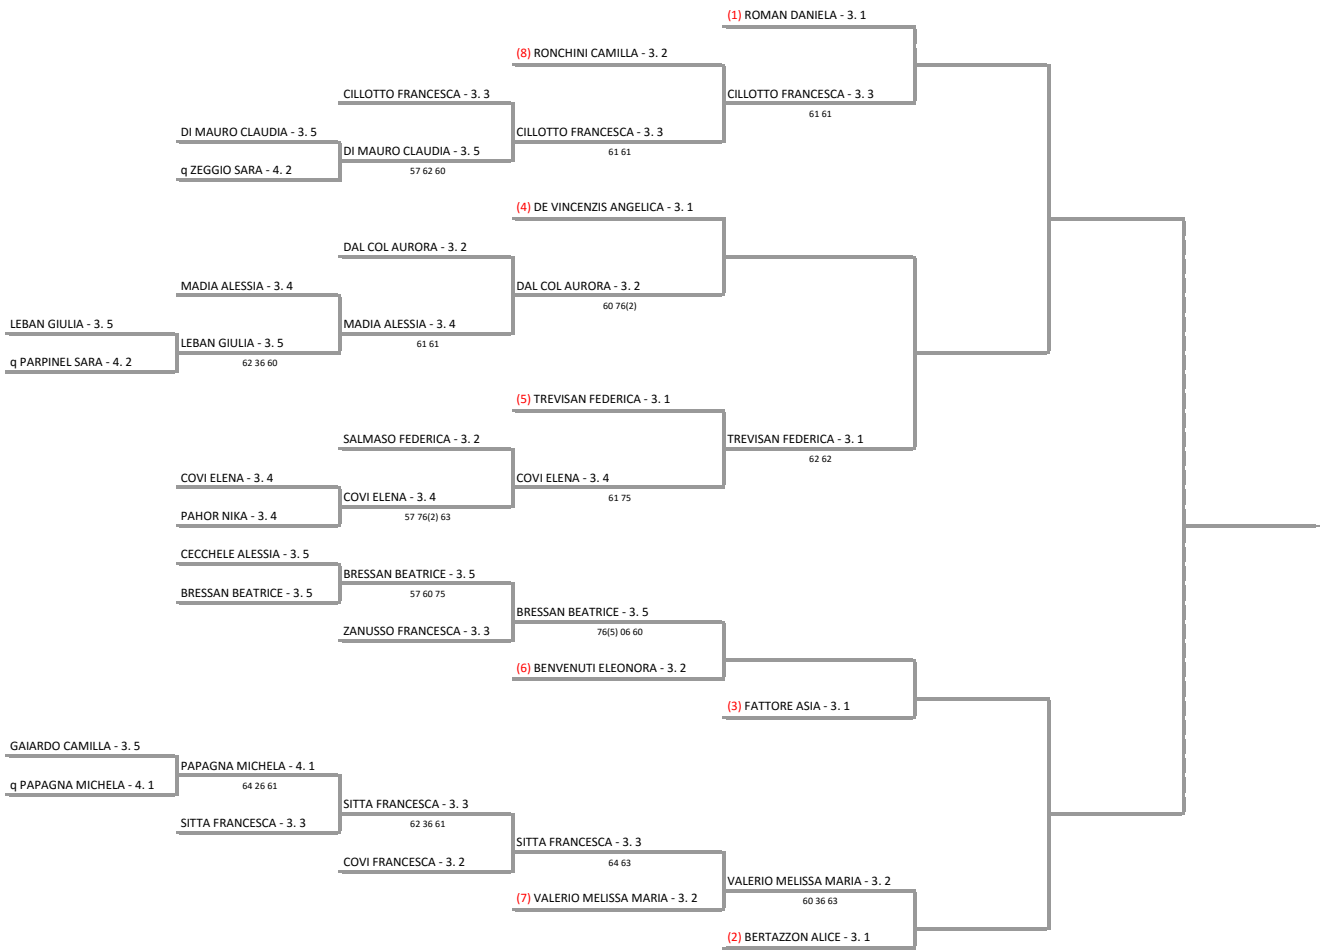 (1) ROMAN DANIELA - 3. 1
(8) RONCHINI CAMILLA - 3. 2
CILLOTTO FRANCESCA - 3. 3
CILLOTTO FRANCESCA - 3. 3
61 61
DI MAURO CLAUDIA - 3. 5
CILLOTTO FRANCESCA - 3. 3
61 61
DI MAURO CLAUDIA - 3. 5
57 62 60
q ZEGGIO SARA - 4. 2
(4) DE VINCENZIS ANGELICA - 3. 1
DAL COL AURORA - 3. 2
MADIA ALESSIA - 3. 4
DAL COL AURORA - 3. 2
60 76(2)
LEBAN GIULIA - 3. 5
MADIA ALESSIA - 3. 4
61 61
LEBAN GIULIA - 3. 5
62 36 60
q PARPINEL SARA - 4. 2
(5) TREVISAN FEDERICA - 3. 1
SALMASO FEDERICA - 3. 2
TREVISAN FEDERICA - 3. 1
62 62
COVI ELENA - 3. 4
COVI ELENA - 3. 4
61 75
COVI ELENA - 3. 4
57 76(2) 63
PAHOR NIKA - 3. 4
CECCHELE ALESSIA - 3. 5
BRESSAN BEATRICE - 3. 5
57 60 75
BRESSAN BEATRICE - 3. 5
BRESSAN BEATRICE - 3. 5
76(5) 06 60
ZANUSSO FRANCESCA - 3. 3
(6) BENVENUTI ELEONORA - 3. 2
(3) FATTORE ASIA - 3. 1
GAIARDO CAMILLA - 3. 5
PAPAGNA MICHELA - 4. 1
64 26 61
q PAPAGNA MICHELA - 4. 1
SITTA FRANCESCA - 3. 3
62 36 61
SITTA FRANCESCA - 3. 3
SITTA FRANCESCA - 3. 3
64 63
COVI FRANCESCA - 3. 2
VALERIO MELISSA MARIA - 3. 2
60 36 63
(7) VALERIO MELISSA MARIA - 3. 2
(2) BERTAZZON ALICE - 3. 1